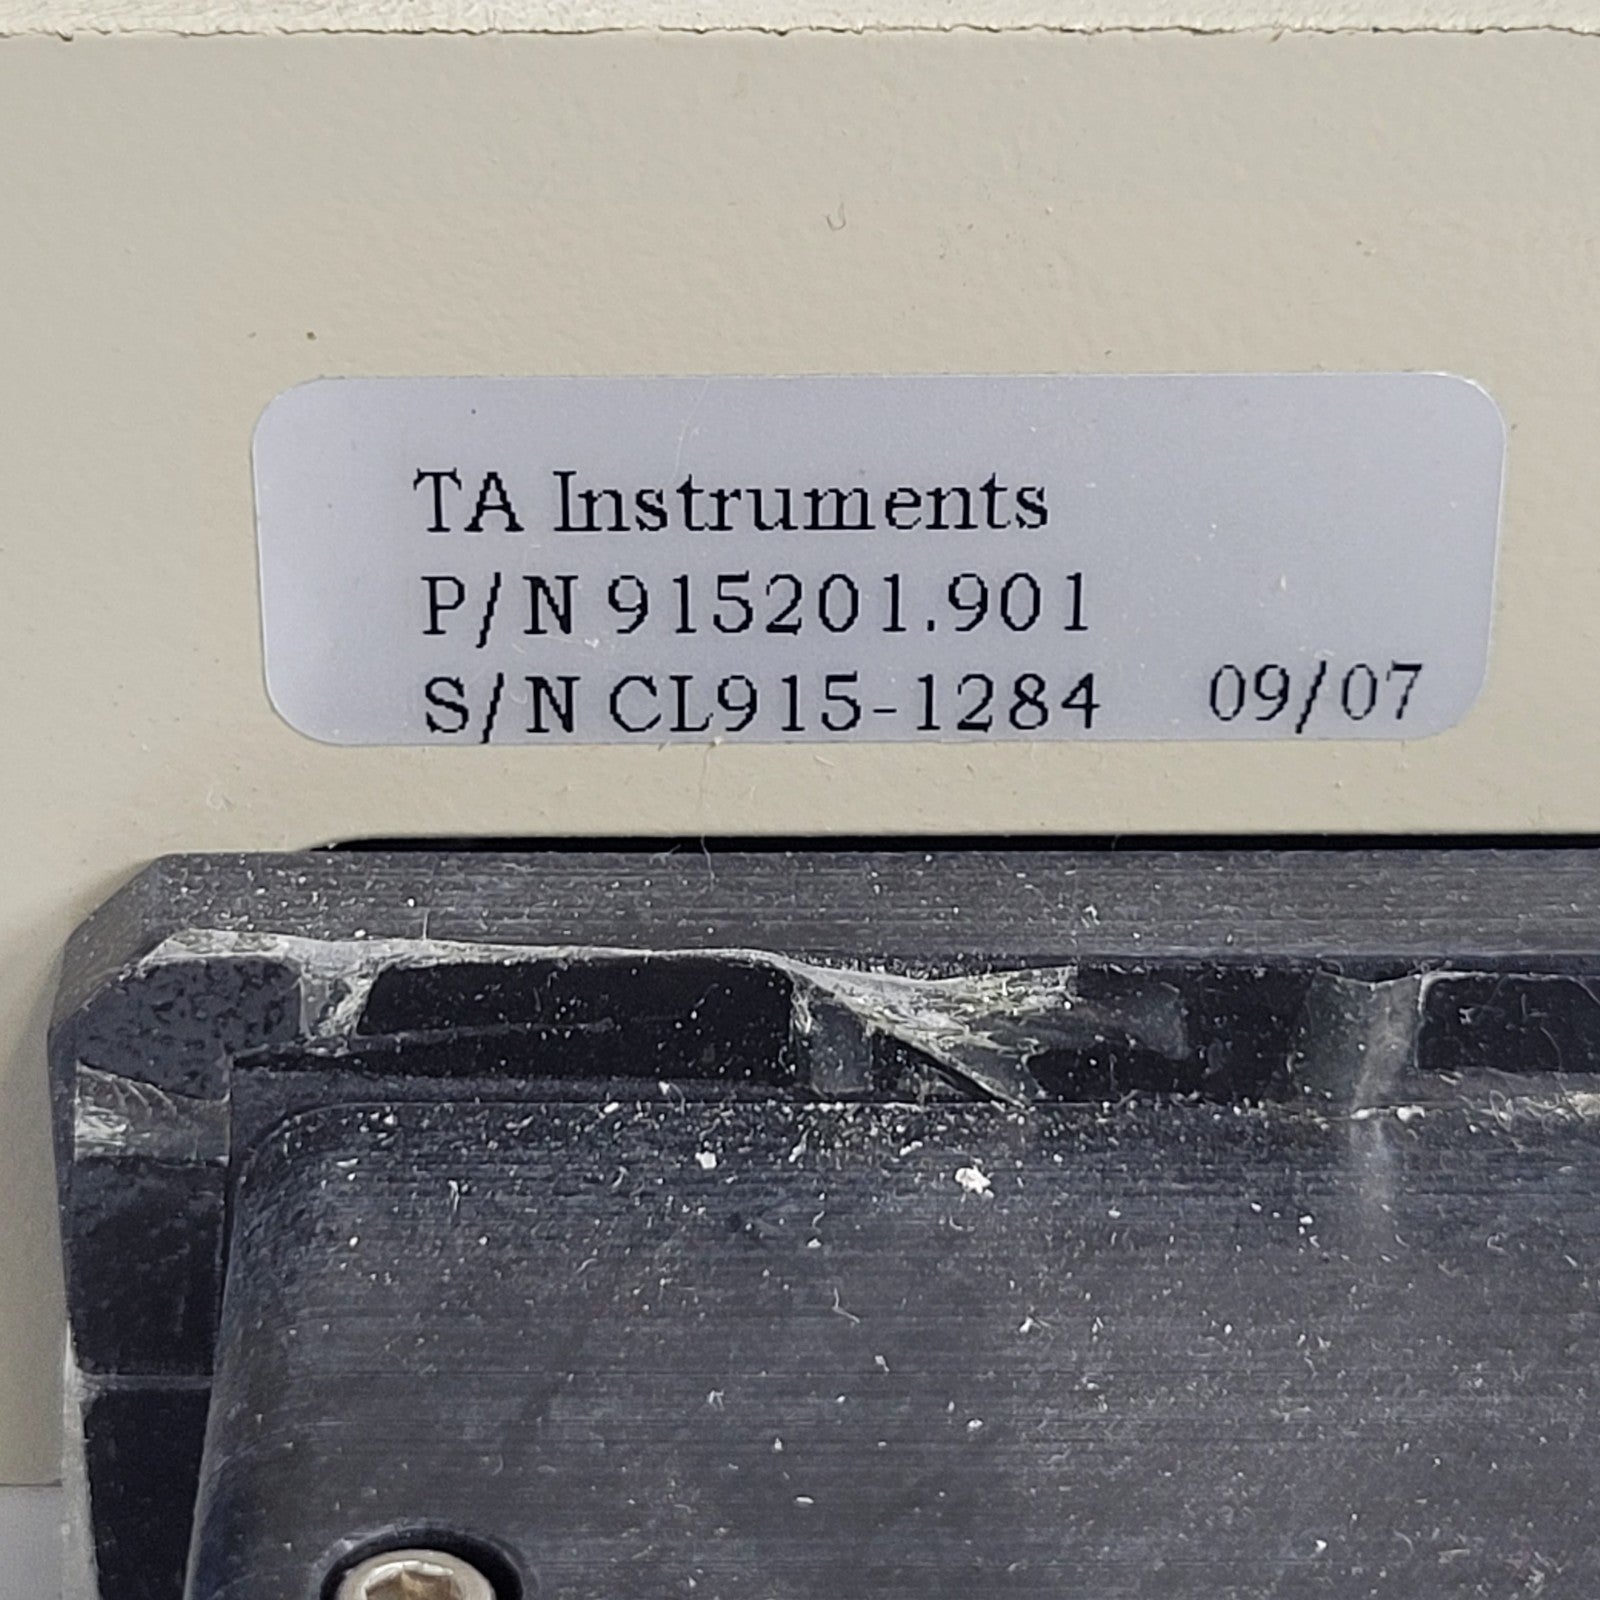 TA Instruments
P/N 915201.901
S/N CL915-1284 09/07